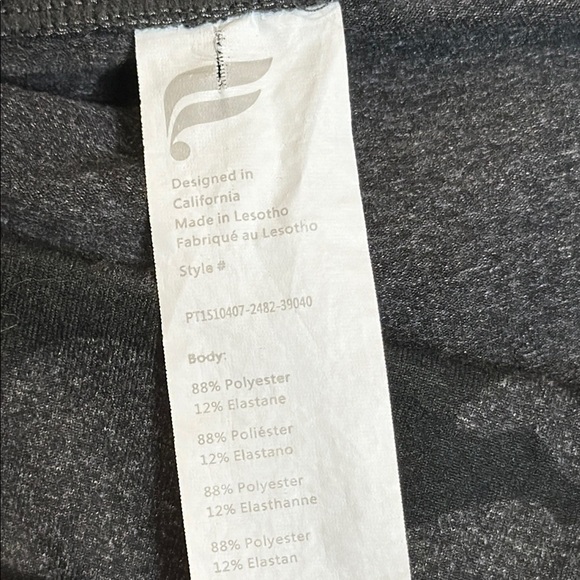 Designed in
California
Made in Lesotho
Fabriqué au Lesotho
Style #
PT1510407-2482-39040
Body:
88% Polyester
12% Elastane
88% Poliéster
12% Elastano
88% Polyester
12% Elasthanne
88% Polyester
12% Elastan